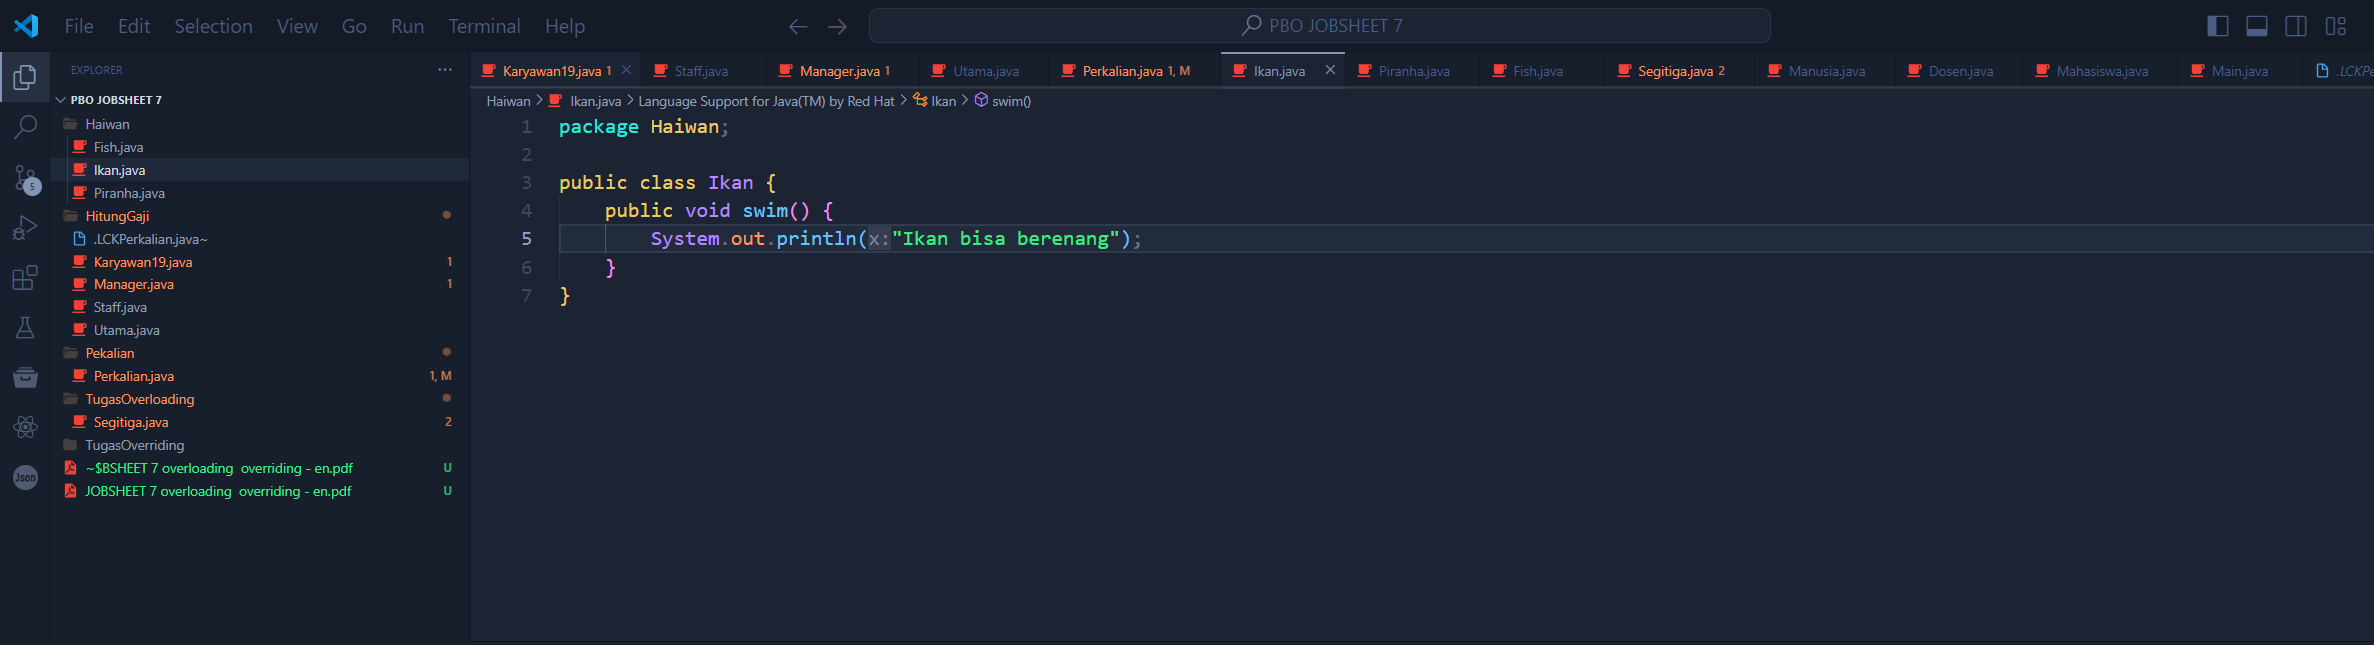 File Edit Selection View Go Run Terminal Help
PBO JOBSHEET 7
EXPLORER
PBO JOBSHEET 7
Haiwan
Fish.java
Ikan.java
Piranha.java
5
HitungGaji
.LCKPerkalian.java~
Karyawan19.java 1
Manager.java 1
Staff.java
Utama.java
Pekalian
Perkalian.java 1, M
TugasOverloading
Segitiga.java 2
TugasOverriding
~$BSHEET 7 overloading  overriding - en.pdf U
Json
JOBSHEET 7 overloading  overriding - en.pdf U
Karyawan19.java 1 Staff.java Manager.java 1 Utama.java Perkalian.java 1, M Ikan.java Piranha.java Fish.java Segitiga.java 2 Manusia.java Dosen.java Mahasiswa.java Main.java .LCKPe
Haiwan > Ikan.java > Language Support for Java(TM) by Red Hat > Ikan > swim()
1 package Haiwan;
2
3 public class Ikan {
4 public void swim() {
5 System.out.println(x:"Ikan bisa berenang");
6 }
7 }